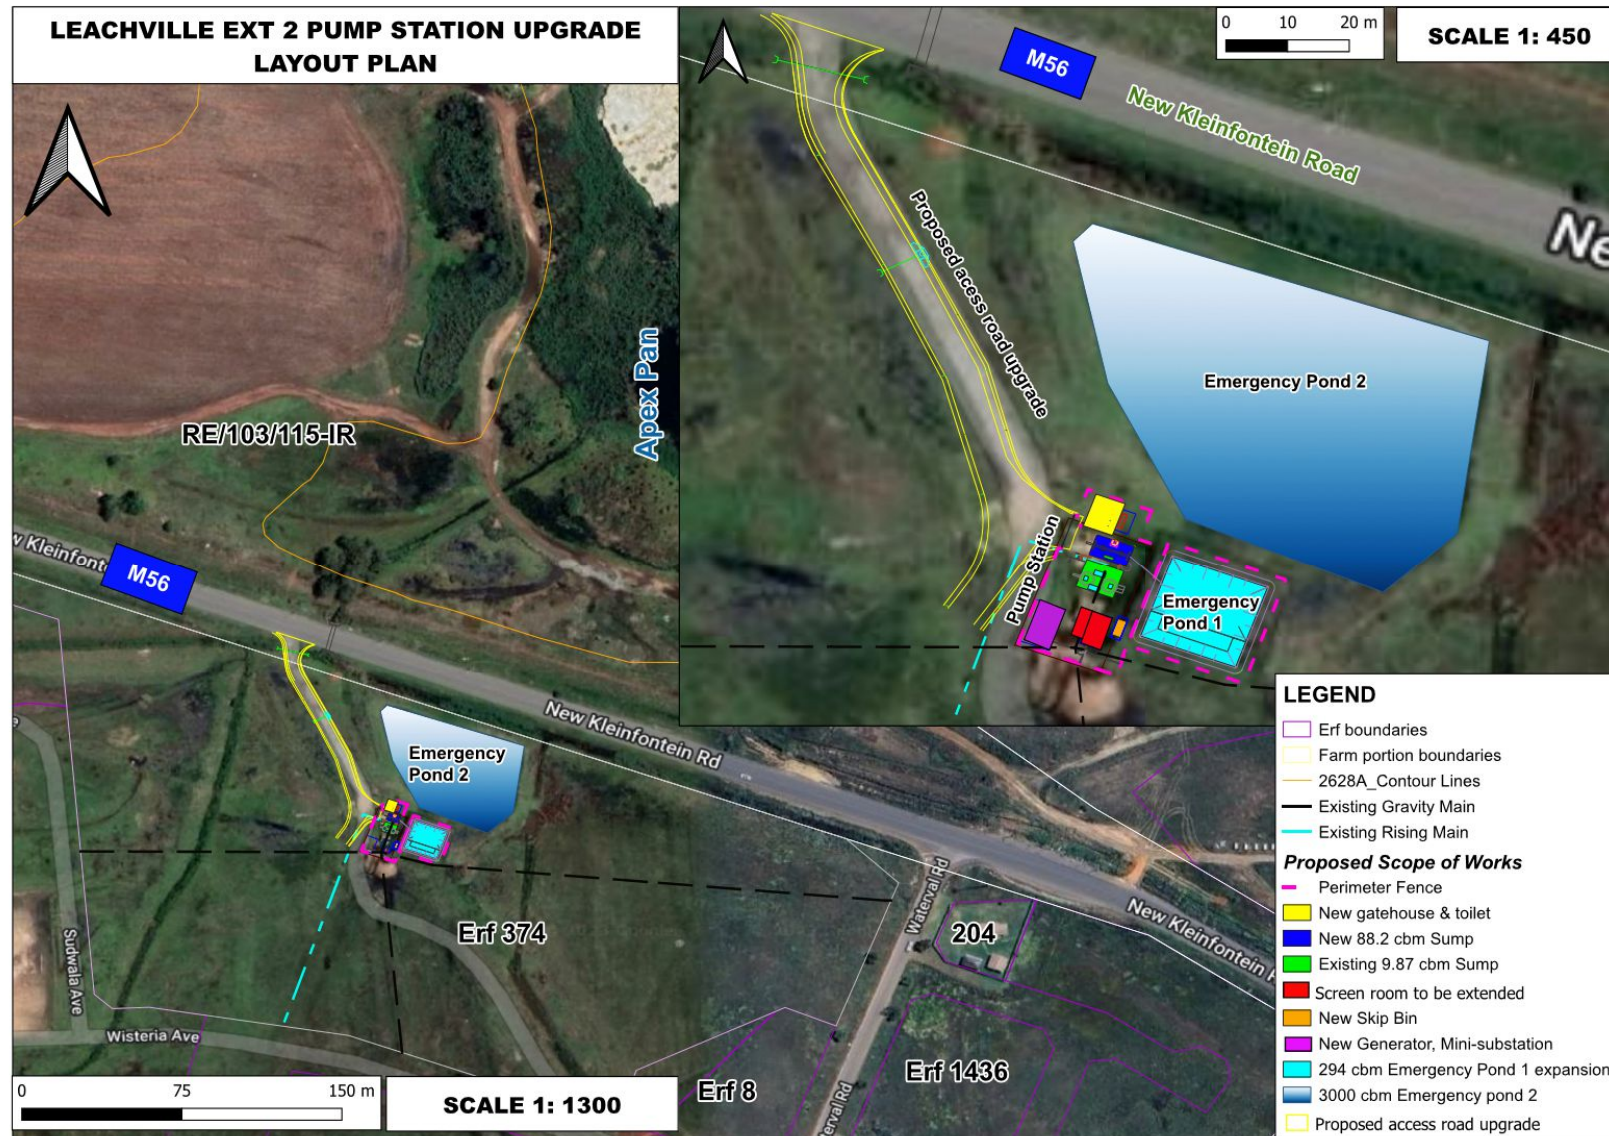 LEACHVILLE EXT 2 PUMP STATION UPGRADE
LAYOUT PLAN
0 10 20 m
SCALE 1: 450
M56
New Kleinfontein Road
Ne
Proposed acess road upgrade
Emergency Pond 2
Pump Station
Emergency
Pond 1
Apex Pan
RE/103/115-IR
w Kleinfont
M56
New Kleinfontein Rd
Emergency
Pond 2
Waterval Rd
204
New Kleinfontein R
Erf 374
Sudwala Ave
Wisteria Ave
Erf 8
Erf 1436
erval Rd
0 75 150 m
SCALE 1: 1300
LEGEND
Erf boundaries
Farm portion boundaries
2628A_Contour Lines
Existing Gravity Main
Existing Rising Main
Proposed Scope of Works
Perimeter Fence
New gatehouse & toilet
New 88.2 cbm Sump
Existing 9.87 cbm Sump
Screen room to be extended
New Skip Bin
New Generator, Mini-substation
294 cbm Emergency Pond 1 expansion
3000 cbm Emergency pond 2
Proposed access road upgrade